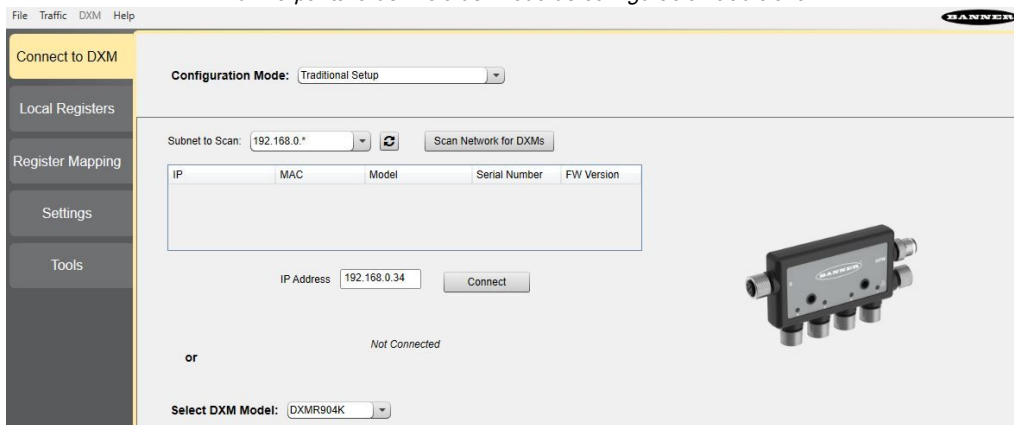 File Traffic DXM Help
BANNER
Connect to DXM
Configuration Mode: Traditional Setup
Local Registers
Subnet to Scan: 192.168.0.* Scan Network for DXMs
Register Mapping
IP MAC Model Serial Number FW Version
Settings
Tools
IP Address 192.168.0.34 Connect
BANNER
Not Connected
or
Select DXM Model: DXMR904K